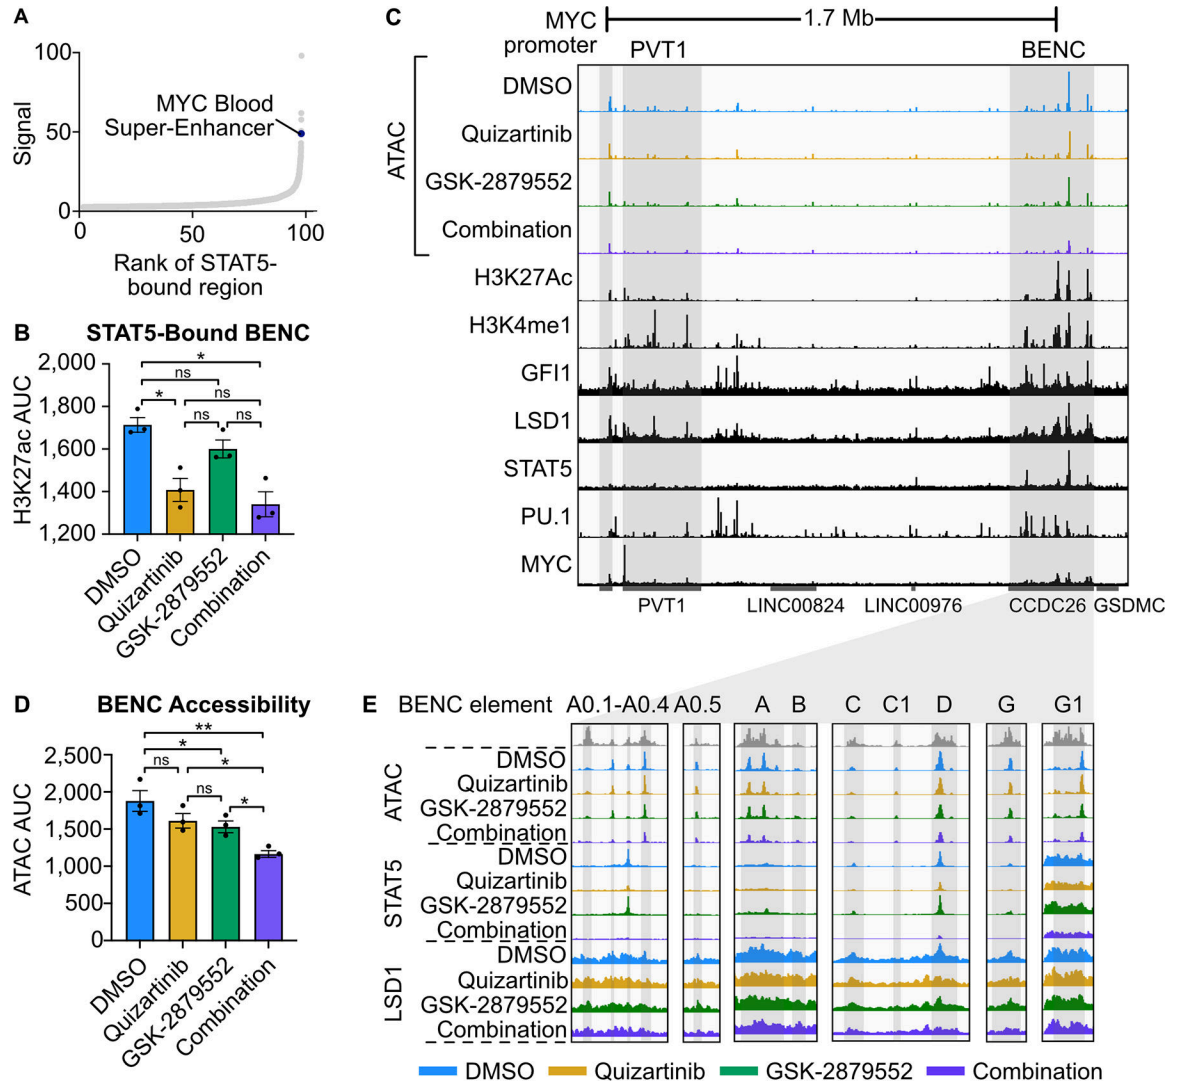 A
100
50
0
Signal
MYC Blood
Super-Enhancer
0
50
100
Rank of STAT5-
bound region
B
STAT5-Bound BENC
H3K27ac AUC
2,000
1,800
1,600
1,400
1,200
*
ns
*
ns
ns
ns
DMSO
Quizartinib
GSK-2879552
Combination
C
MYC
promoter
1.7 Mb
PVT1
BENC
ATAC
DMSO
Quizartinib
GSK-2879552
Combination
H3K27Ac
H3K4me1
GFI1
LSD1
STAT5
PU.1
MYC
PVT1
LINC00824
LINC00976
CCDC26
GSDMC
D
BENC Accessibility
ATAC AUC
2,500
2,000
1,500
1,000
500
0
**
*
ns
*
ns
*
DMSO
Quizartinib
GSK-2879552
Combination
E
BENC element
A0.1-A0.4
A0.5
A
B
C
C1
D
G
G1
ATAC
DMSO
Quizartinib
GSK-2879552
Combination
STAT5
DMSO
Quizartinib
GSK-2879552
Combination
LSD1
DMSO
Quizartinib
GSK-2879552
Combination
DMSO
Quizartinib
GSK-2879552
Combination